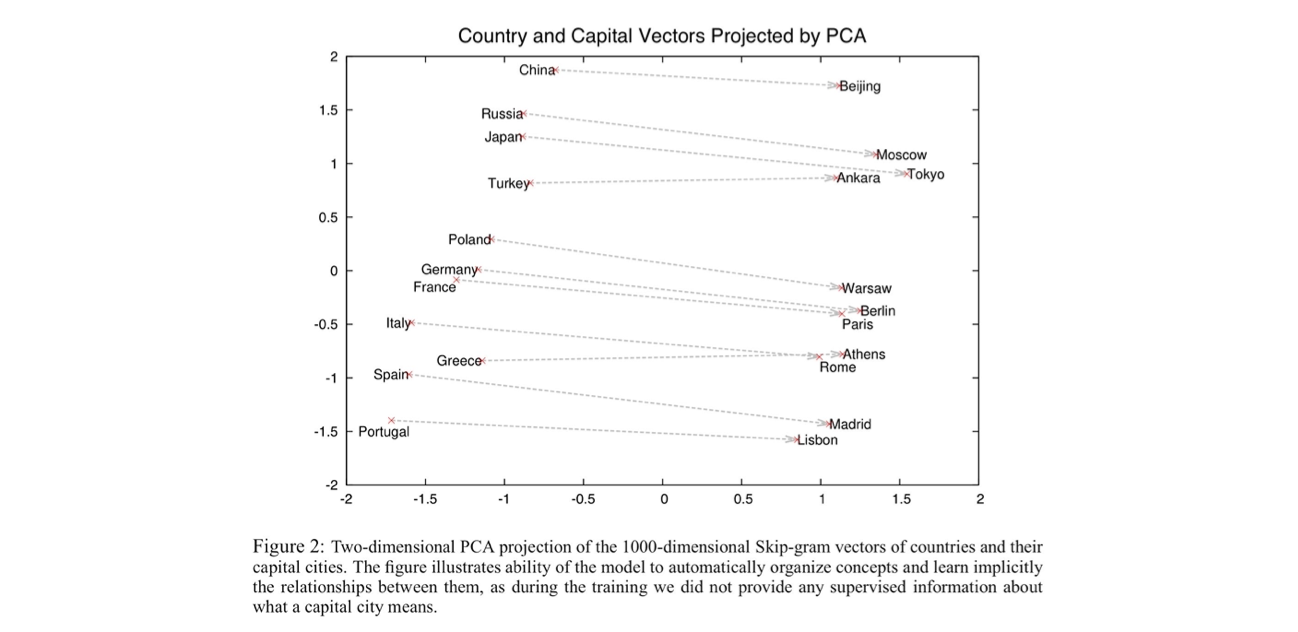 Country and Capital Vectors Projected by PCA
2
1.5
1
0.5
0
-0.5
-1
-1.5
-2
-2
-1.5
-1
-0.5
0
0.5
1
1.5
2
China
Beijing
Russia
Japan
Moscow
Tokyo
Turkey
Ankara
Poland
Germany
France
Warsaw
Berlin
Paris
Italy
Greece
Athens
Rome
Spain
Madrid
Portugal
Lisbon
Figure 2: Two-dimensional PCA projection of the 1000-dimensional Skip-gram vectors of countries and their
capital cities. The figure illustrates ability of the model to automatically organize concepts and learn implicitly
the relationships between them, as during the training we did not provide any supervised information about
what a capital city means.